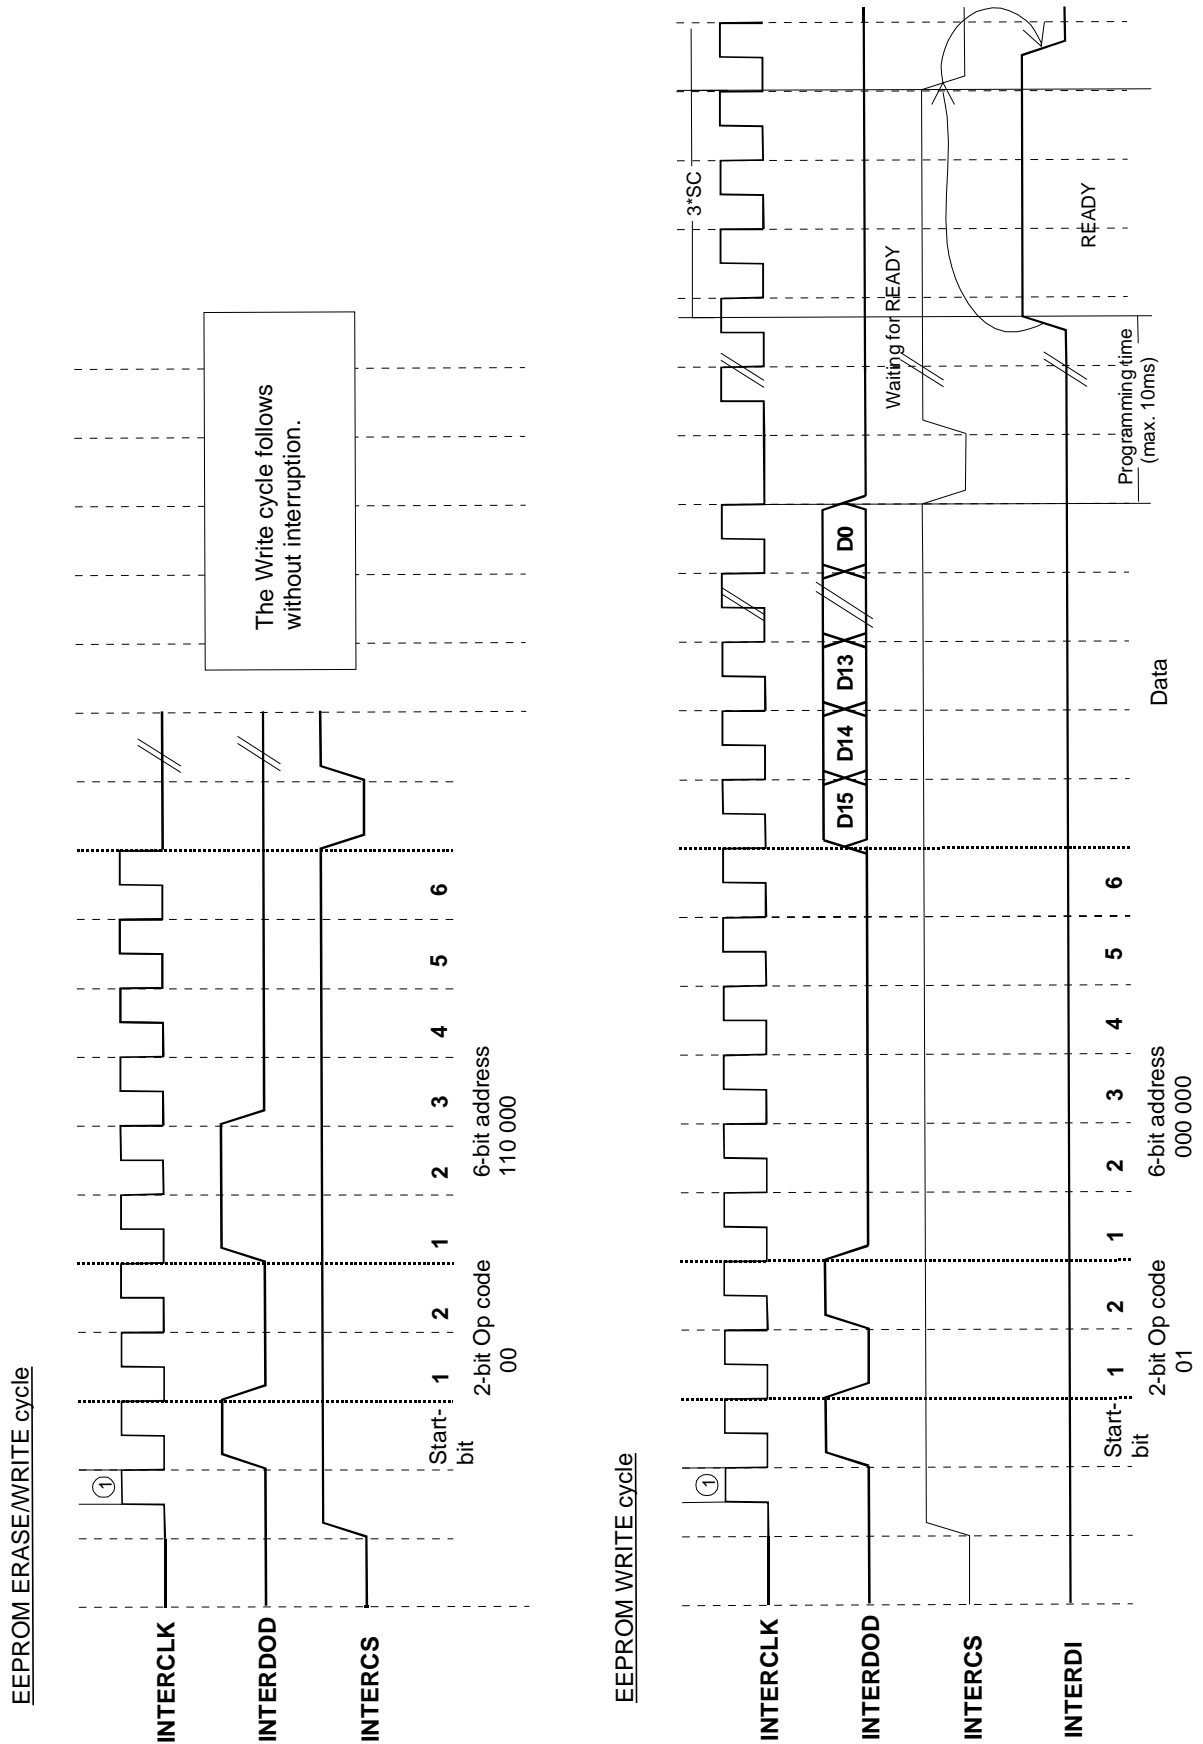 EEPROM ERASE/WRITE cycle
INTERCLK
INTERDOD
INTERCS
1
Start-
bit
1 2
2-bit Op code
00
1 2 3 4 5 6
6-bit address
110 000
The Write cycle follows
without interruption.
EEPROM WRITE cycle
INTERCLK
INTERDOD
INTERCS
INTERDI
1
3*SC
D15 D14 D13 D0
Waiting for READY
READY
Programming time
(max. 10ms)
Start-
bit
1 2
2-bit Op code
01
1 2 3 4 5 6
6-bit address
000 000
Data